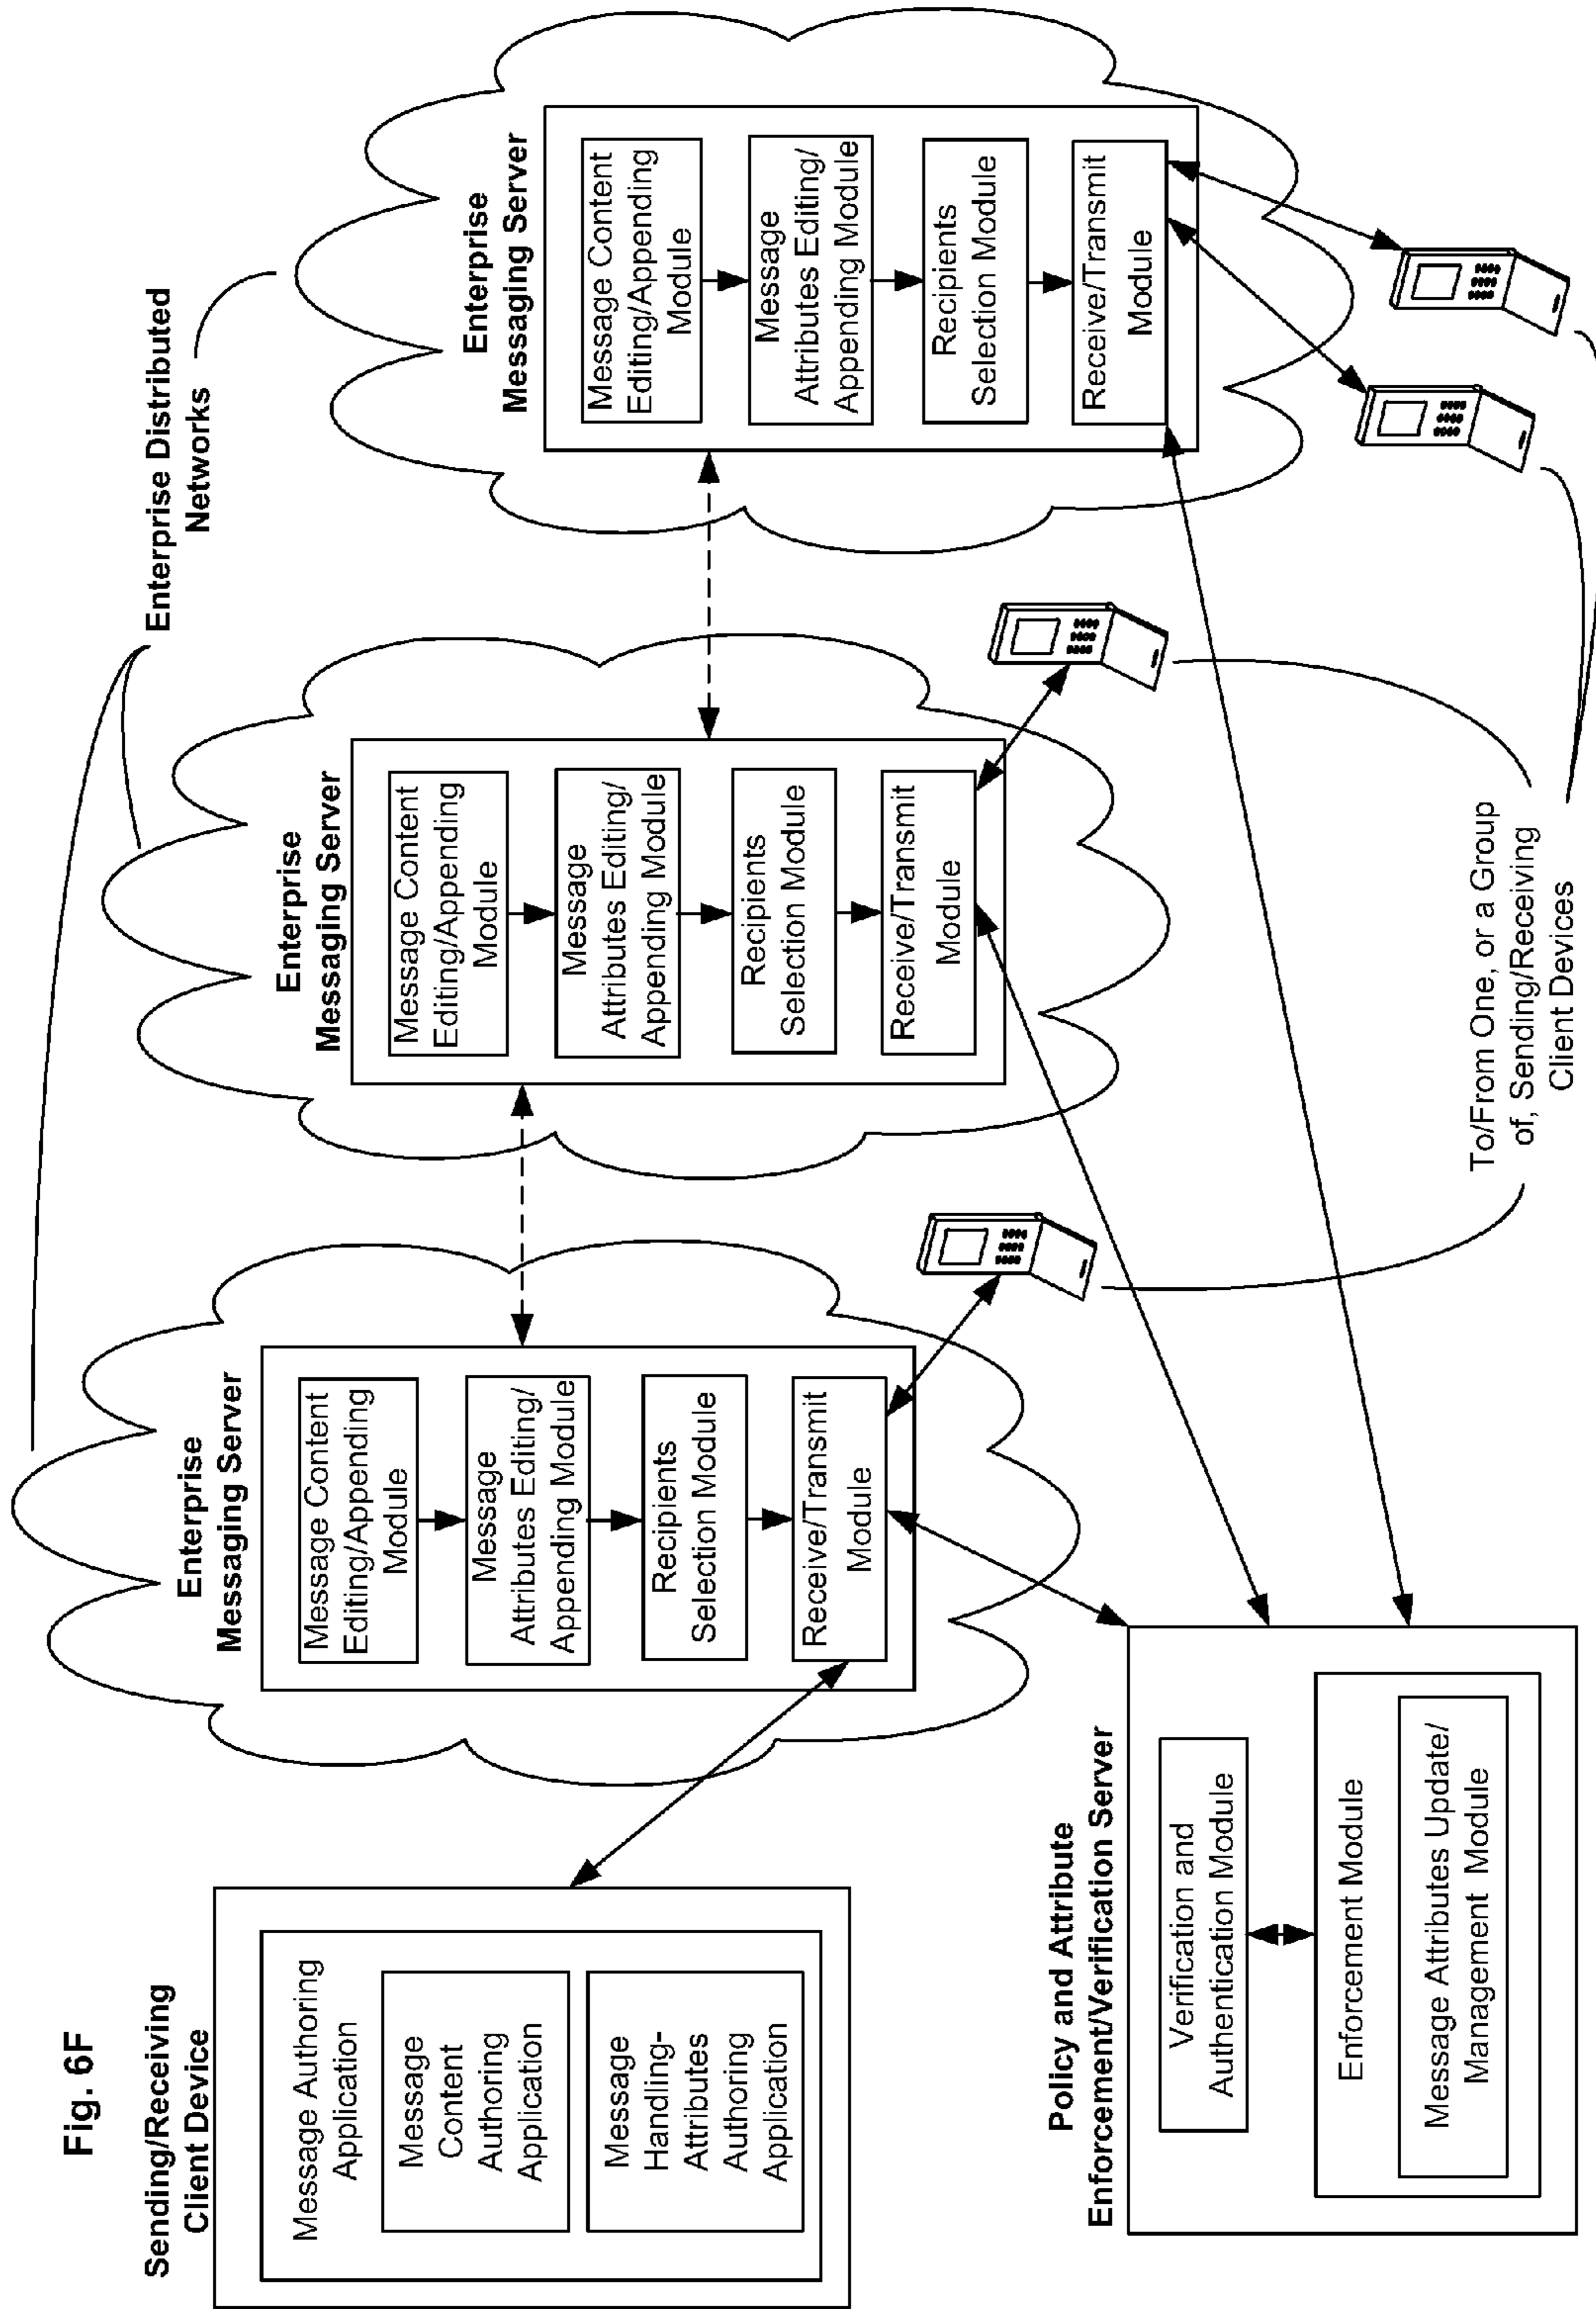 Fig. 6F
Sending/Receiving
Client Device
Message Authoring
Application
Message
Content
Authoring
Application
Message
Handling-
Attributes
Authoring
Application
Enterprise Distributed
Networks
Enterprise
Messaging Server
Message Content
Editing/Appending
Module
Message
Attributes Editing/
Appending Module
Recipients
Selection Module
Receive/Transmit
Module
Enterprise
Messaging Server
Message Content
Editing/Appending
Module
Message
Attributes Editing/
Appending Module
Recipients
Selection Module
Receive/Transmit
Module
Enterprise
Messaging Server
Message Content
Editing/Appending
Module
Message
Attributes Editing/
Appending Module
Recipients
Selection Module
Receive/Transmit
Module
Policy and Attribute
Enforcement/Verification Server
Verification and
Authentication Module
Enforcement Module
Message Attributes Update/
Management Module
To/From One, or a Group
of, Sending/Receiving
Client Devices